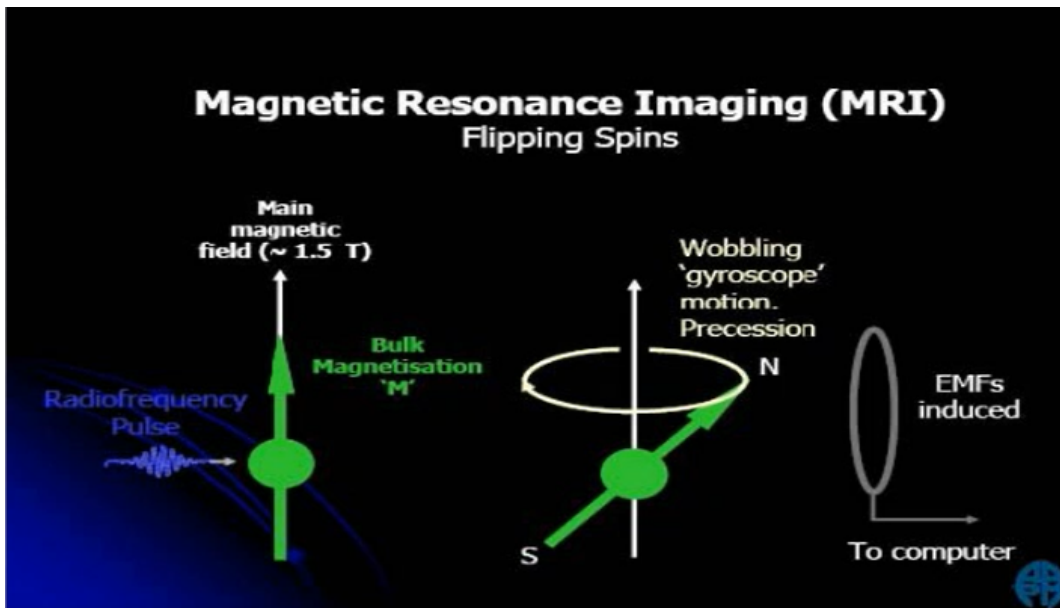 Magnetic Resonance Imaging (MRI)
Flipping Spins
Main
magnetic
field (~ 1.5 T)
Bulk
Magnetisation
‘M’
Radiofrequency
Pulse
Wobbling
‘gyroscope’
motion.
Precession
N
S
EMFs
induced
To computer